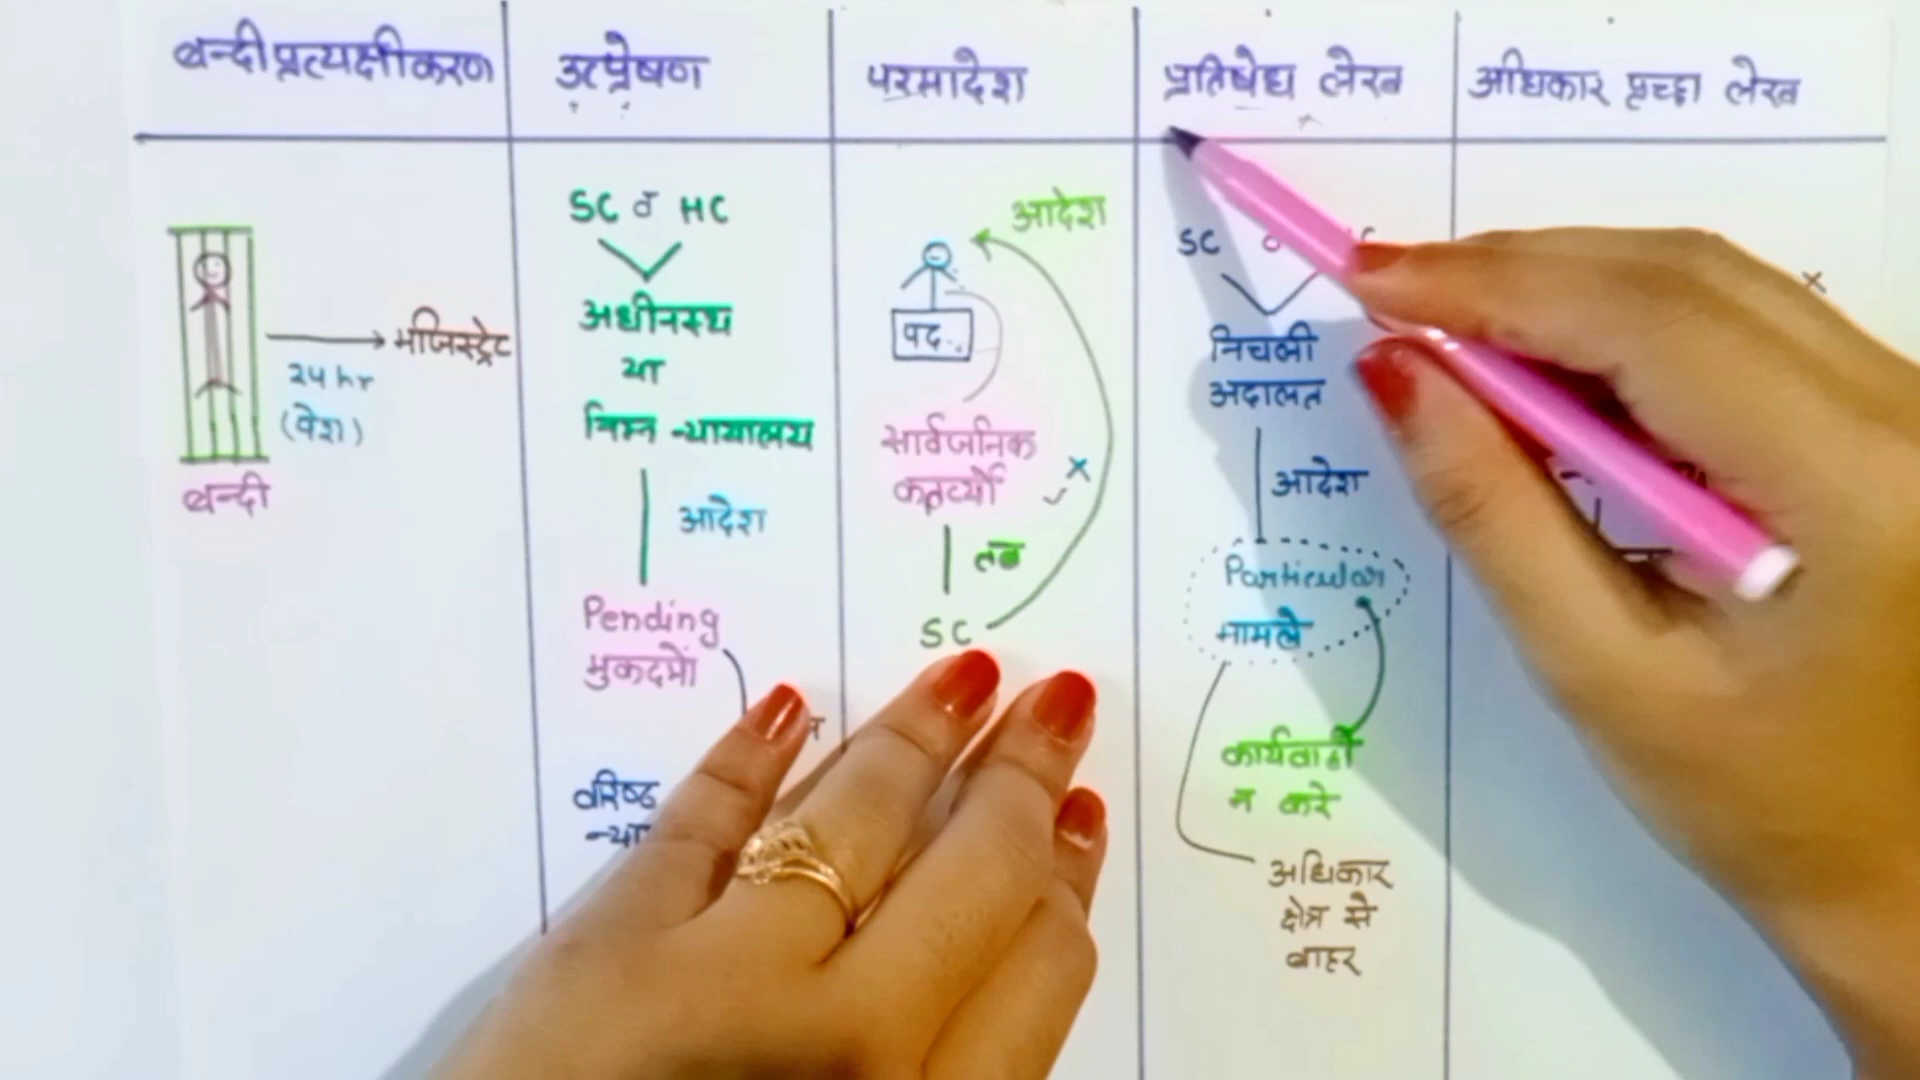 बन्दी प्रत्यक्षीकरण
उत्प्रेषण
परमादेश
प्रतिषेध लेख
अधिकार पृच्छा लेख
24 hr
(पेश)
मजिस्ट्रेट
बन्दी
SC व HC
अधीनस्थ
या
निम्न न्यायालय
आदेश
Pending
मुकदमों
वरिष्ठ
आदेश
पद
सार्वजनिक
कर्तव्यों
तब
SC
SC
निचली
अदालत
आदेश
Particular
मामले
कार्यवाही
न करे
अधिकार
क्षेत्र से
बाहर